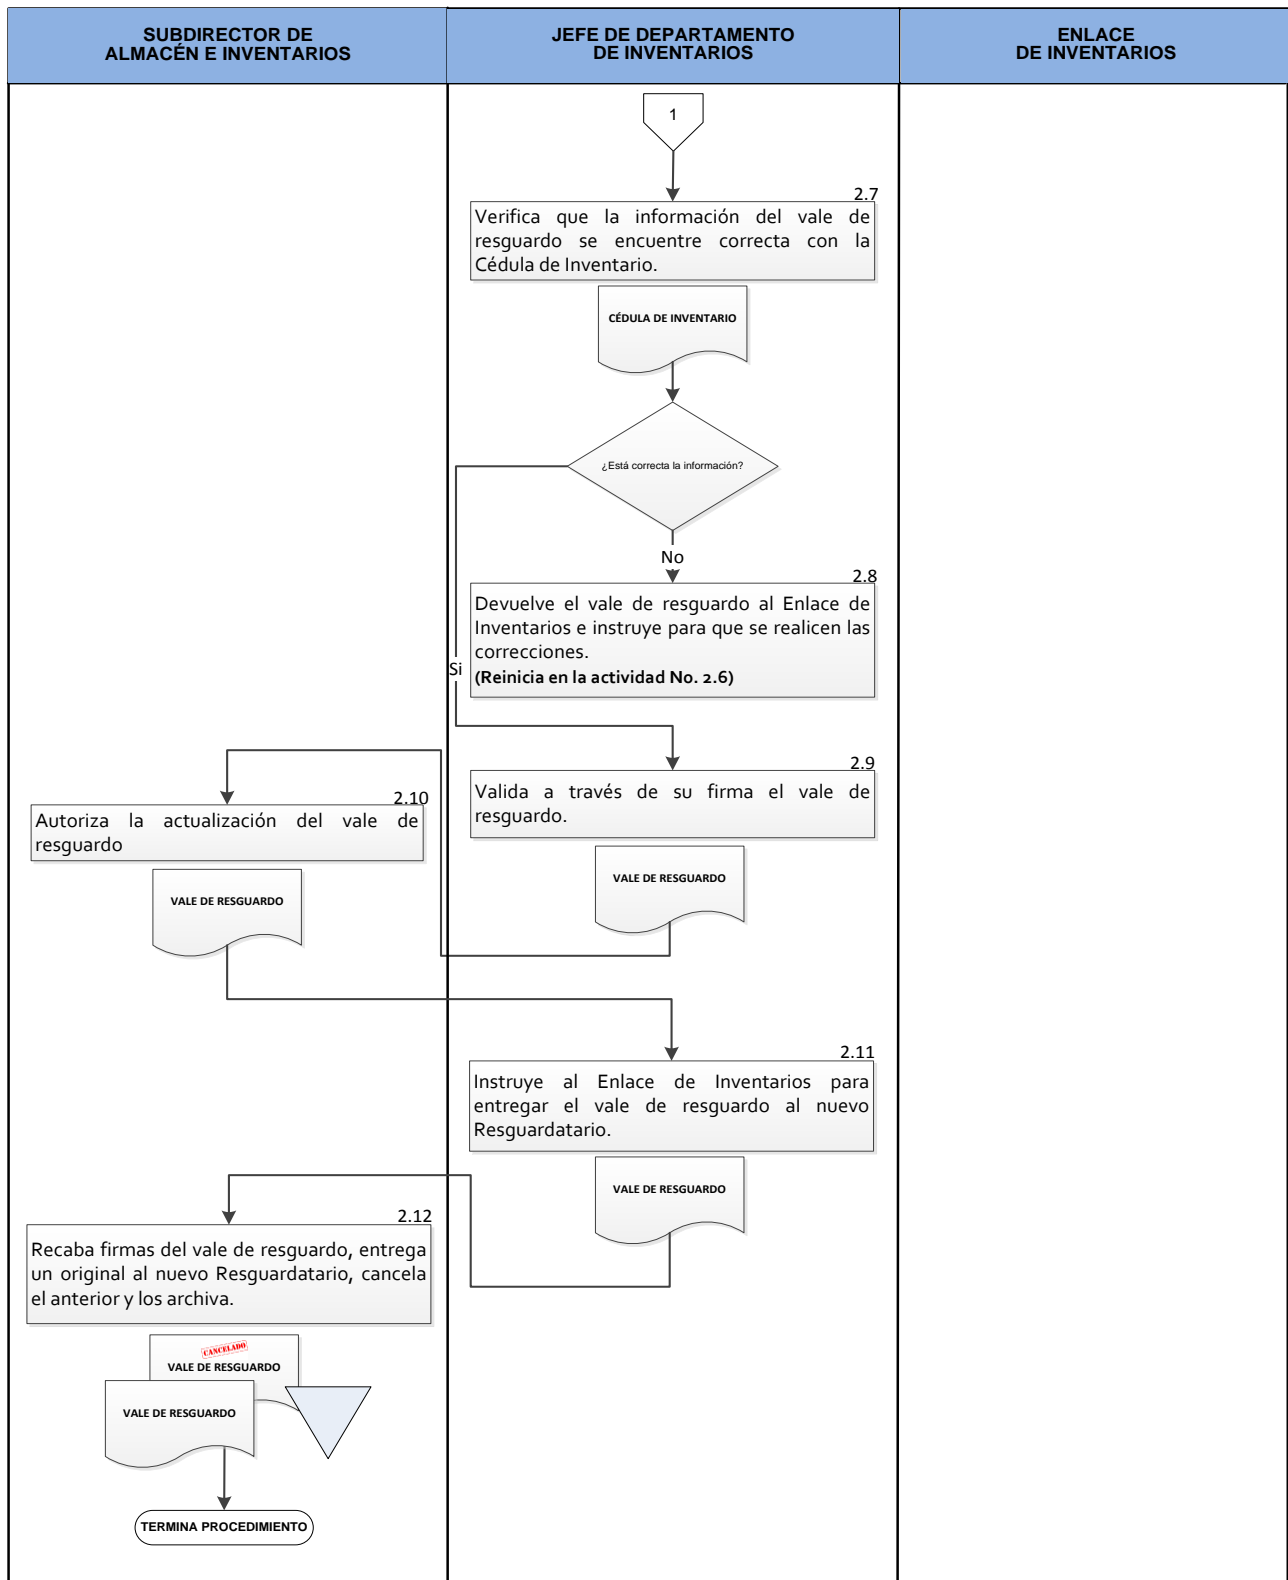 SUBDIRECTOR DE
ALMACÉN E INVENTARIOS
JEFE DE DEPARTAMENTO
DE INVENTARIOS
ENLACE
DE INVENTARIOS
1
2.7
Verifica que la información del vale de
resguardo se encuentre correcta con la
Cédula de Inventario.
CÉDULA DE INVENTARIO
¿Está correcta la información?
No
2.8
Devuelve el vale de resguardo al Enlace de
Inventarios e instruye para que se realicen las
correcciones.
(Reinicia en la actividad No. 2.6)
Si
2.9
Valida a través de su firma el vale de
resguardo.
VALE DE RESGUARDO
2.10
Autoriza la actualización del vale de
resguardo
VALE DE RESGUARDO
2.11
Instruye al Enlace de Inventarios para
entregar el vale de resguardo al nuevo
Resguardatario.
VALE DE RESGUARDO
2.12
Recaba firmas del vale de resguardo, entrega
un original al nuevo Resguardatario, cancela
el anterior y los archiva.
CANCELADO
VALE DE RESGUARDO
VALE DE RESGUARDO
TERMINA PROCEDIMIENTO